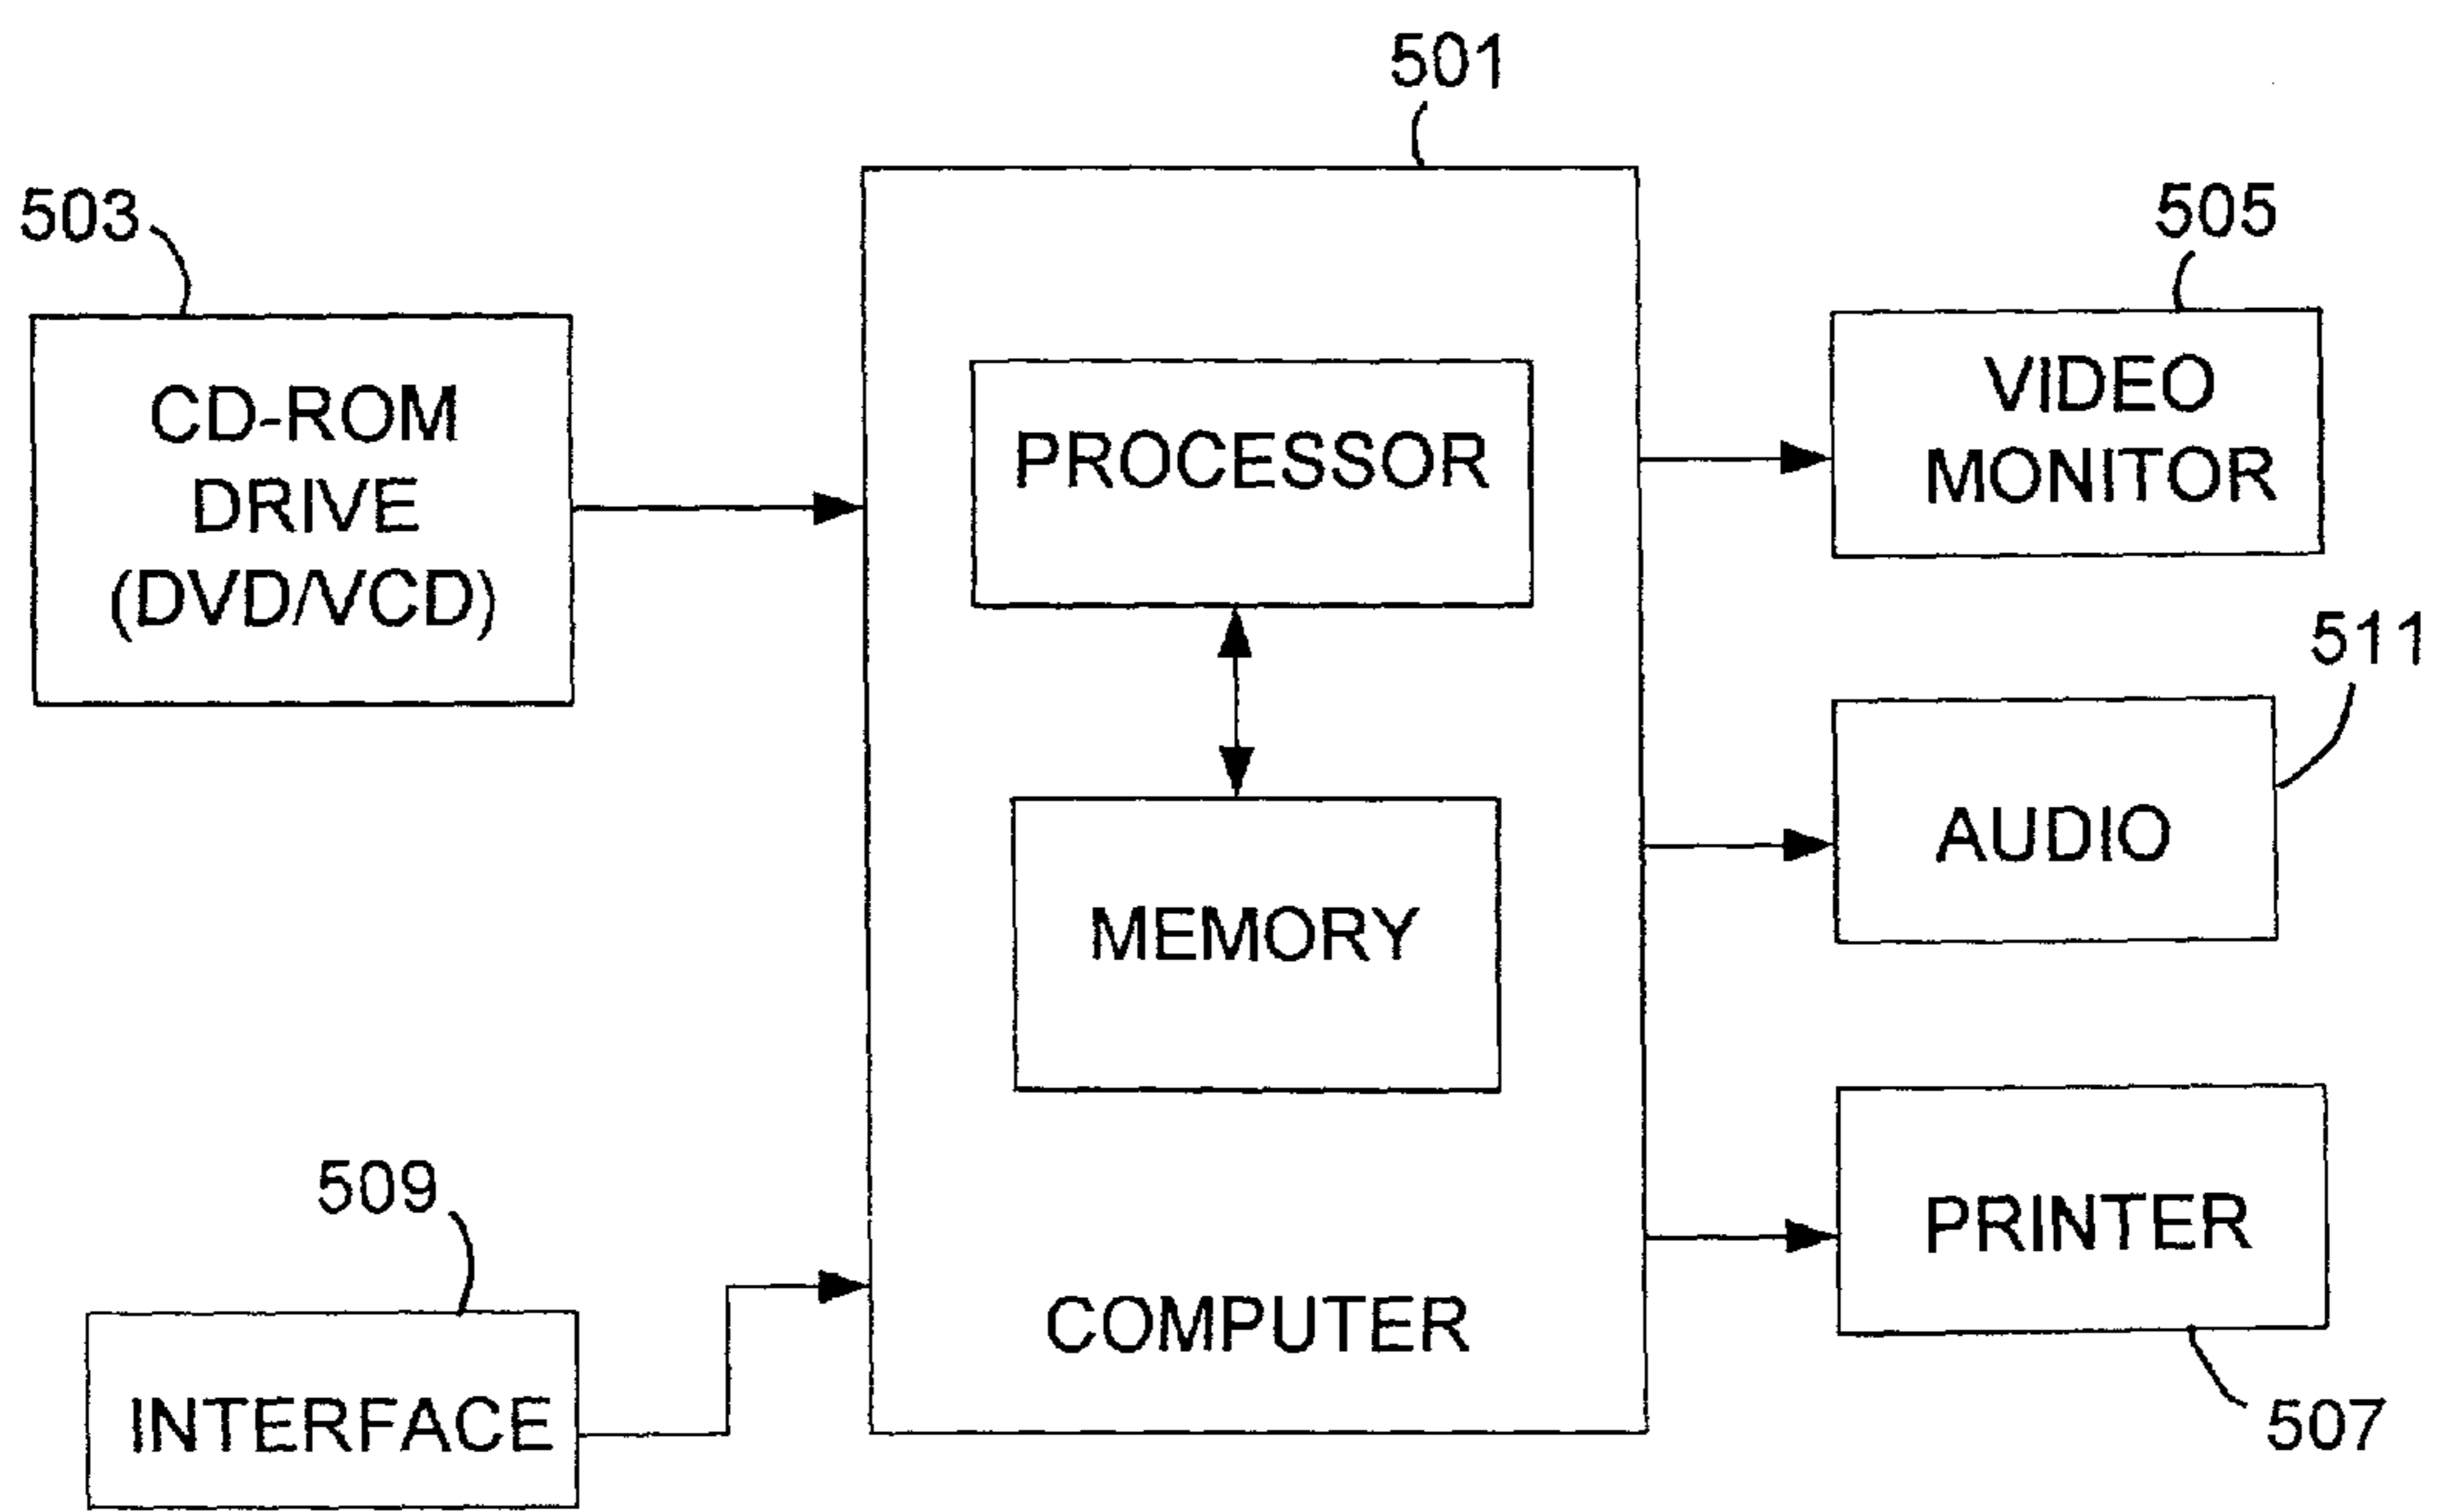 501
503
505
CD-ROM
DRIVE
(DVD/VCD)
PROCESSOR
VIDEO
MONITOR
511
MEMORY
AUDIO
509
PRINTER
COMPUTER
INTERFACE
507